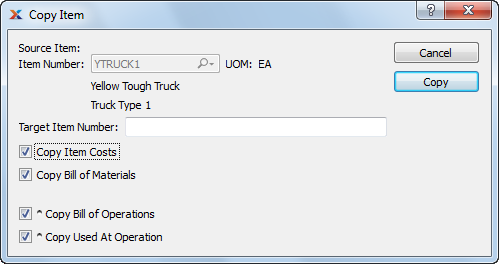 Copy Item
Source Item:
Item Number: YTRUCK1 UOM: EA
Yellow Tough Truck
Truck Type 1
Target Item Number:
Copy Item Costs
Copy Bill of Materials
* Copy Bill of Operations
* Copy Used At Operation
Cancel
Copy